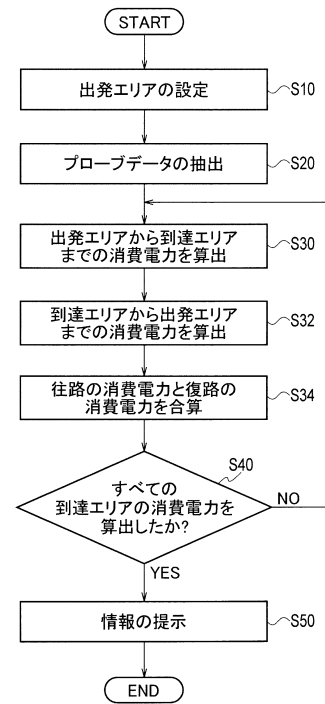 START
出発エリアの設定
S10
プローブデータの抽出
S20
出発エリアから到達エリア
までの消費電力を算出
S30
到達エリアから出発エリア
までの消費電力を算出
S32
往路の消費電力と復路の
消費電力を合算
S34
S40
すべての
到達エリアの消費電力を
算出したか?
NO
YES
情報の提示
S50
END